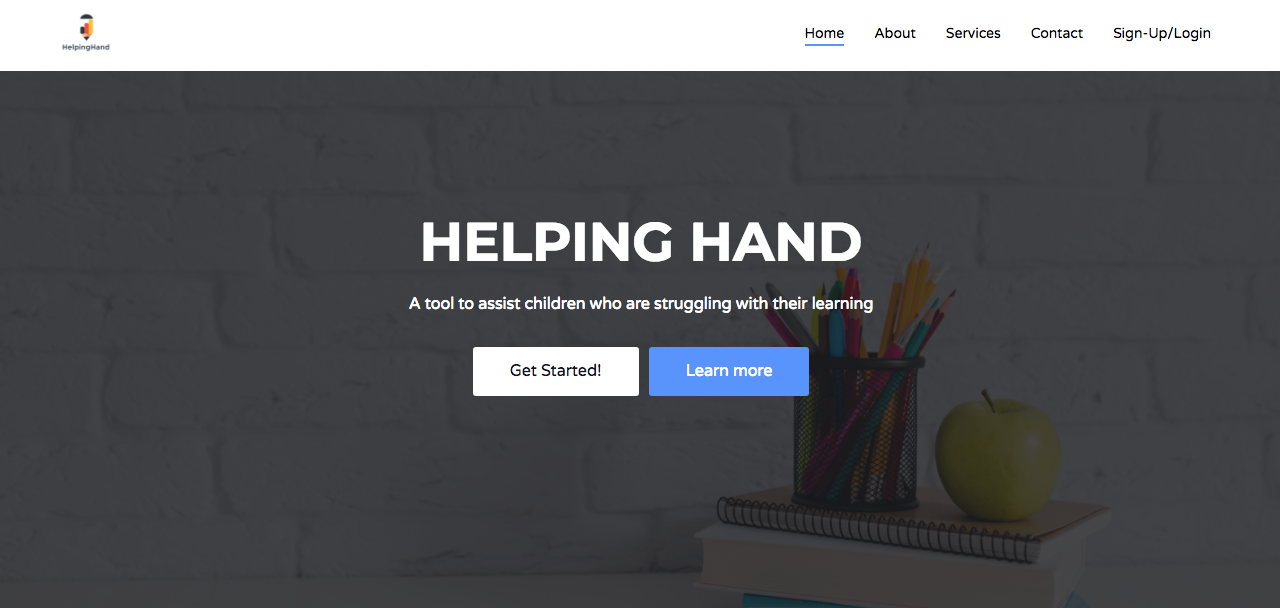 HelpingHand
Home About Services Contact Sign-Up/Login
HELPING HAND
A tool to assist children who are struggling with their learning
Get Started! Learn more